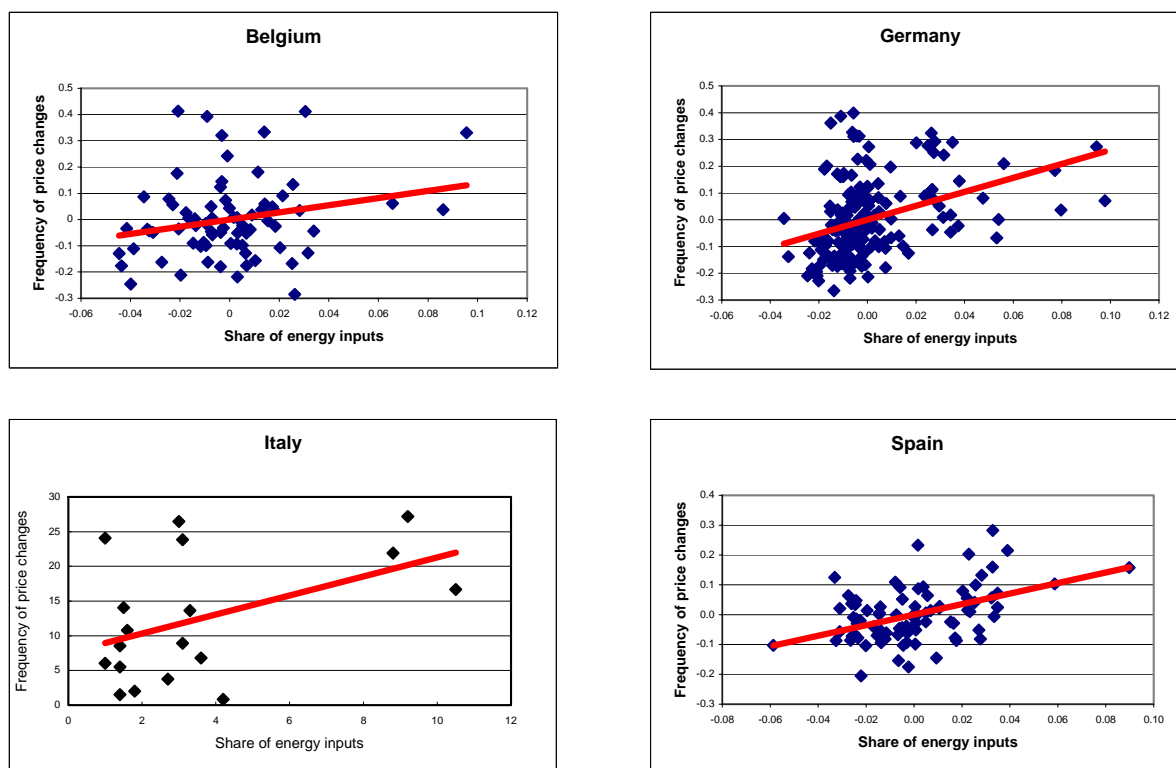 Belgium
Frequency of price changes
0.5
0.4
0.3
0.2
0.1
0
-0.1
-0.2
-0.3
-0.06 -0.04 -0.02 0 0.02 0.04 0.06 0.08 0.1 0.12
Share of energy inputs
Germany
Frequency of price changes
0.5
0.4
0.3
0.2
0.1
0.0
-0.1
-0.2
-0.3
-0.06 -0.04 -0.02 0.00 0.02 0.04 0.06 0.08 0.10 0.12
Share of energy inputs
Italy
Frequency of price changes
30
25
20
15
10
5
0
0 2 4 6 8 10 12
Share of energy inputs
Spain
Frequency of price changes
0.4
0.3
0.2
0.1
0.0
-0.1
-0.2
-0.3
-0.08 -0.06 -0.04 -0.02 0.00 0.02 0.04 0.06 0.08 0.10
Share of energy inputs